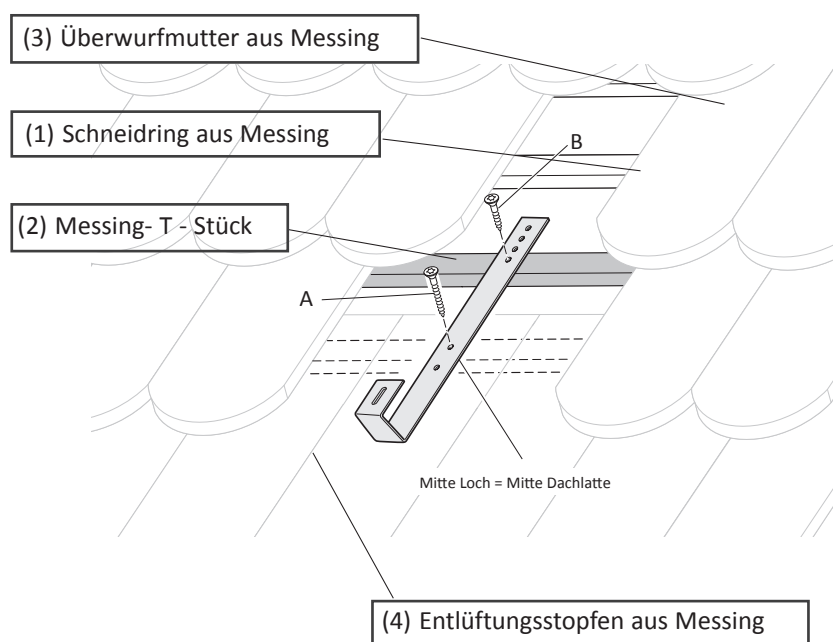 (3) Überwurfmutter aus Messing
(1) Schneidring aus Messing
B
(2) Messing- T - Stück
A
Mitte Loch = Mitte Dachlatte
(4) Entlüftungsstopfen aus Messing